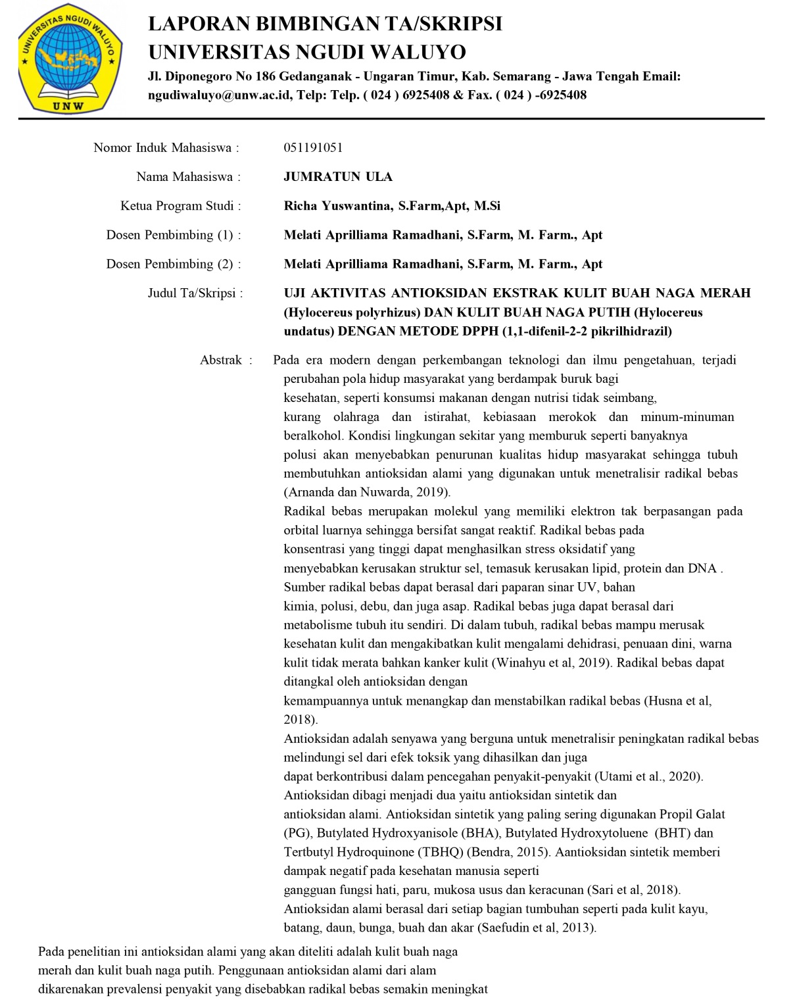 UNIVERSITAS NGUDI WALUYO
UNW
LAPORAN BIMBINGAN TA/SKRIPSI
UNIVERSITAS NGUDI WALUYO
Jl. Diponegoro No 186 Gedanganak - Ungaran Timur, Kab. Semarang - Jawa Tengah Email:
ngudiwaluyo@unw.ac.id, Telp: Telp. ( 024 ) 6925408 & Fax. ( 024 ) -6925408
Nomor Induk Mahasiswa : 051191051
Nama Mahasiswa : JUMRATUN ULA
Ketua Program Studi : Richa Yuswantina, S.Farm,Apt, M.Si
Dosen Pembimbing (1) : Melati Aprilliama Ramadhani, S.Farm, M. Farm., Apt
Dosen Pembimbing (2) : Melati Aprilliama Ramadhani, S.Farm, M. Farm., Apt
Judul Ta/Skripsi : UJI AKTIVITAS ANTIOKSIDAN EKSTRAK KULIT BUAH NAGA MERAH
(Hylocereus polyrhizus) DAN KULIT BUAH NAGA PUTIH (Hylocereus
undatus) DENGAN METODE DPPH (1,1-difenil-2-2 pikrilhidrazil)
Abstrak : Pada era modern dengan perkembangan teknologi dan ilmu pengetahuan, terjadi
perubahan pola hidup masyarakat yang berdampak buruk bagi
kesehatan, seperti konsumsi makanan dengan nutrisi tidak seimbang,
kurang olahraga dan istirahat, kebiasaan merokok dan minum-minuman
beralkohol. Kondisi lingkungan sekitar yang memburuk seperti banyaknya
polusi akan menyebabkan penurunan kualitas hidup masyarakat sehingga tubuh
membutuhkan antioksidan alami yang digunakan untuk menetralisir radikal bebas
(Arnanda dan Nuwarda, 2019).
Radikal bebas merupakan molekul yang memiliki elektron tak berpasangan pada
orbital luarnya sehingga bersifat sangat reaktif. Radikal bebas pada
konsentrasi yang tinggi dapat menghasilkan stress oksidatif yang
menyebabkan kerusakan struktur sel, temasuk kerusakan lipid, protein dan DNA .
Sumber radikal bebas dapat berasal dari paparan sinar UV, bahan
kimia, polusi, debu, dan juga asap. Radikal bebas juga dapat berasal dari
metabolisme tubuh itu sendiri. Di dalam tubuh, radikal bebas mampu merusak
kesehatan kulit dan mengakibatkan kulit mengalami dehidrasi, penuaan dini, warna
kulit tidak merata bahkan kanker kulit (Winahyu et al, 2019). Radikal bebas dapat
ditangkal oleh antioksidan dengan
kemampuannya untuk menangkap dan menstabilkan radikal bebas (Husna et al,
2018).
Antioksidan adalah senyawa yang berguna untuk menetralisir peningkatan radikal bebas
melindungi sel dari efek toksik yang dihasilkan dan juga
dapat berkontribusi dalam pencegahan penyakit-penyakit (Utami et al., 2020).
Antioksidan dibagi menjadi dua yaitu antioksidan sintetik dan
antioksidan alami. Antioksidan sintetik yang paling sering digunakan Propil Galat
(PG), Butylated Hydroxyanisole (BHA), Butylated Hydroxytoluene (BHT) dan
Tertbutyl Hydroquinone (TBHQ) (Bendra, 2015). Aantioksidan sintetik memberi
dampak negatif pada kesehatan manusia seperti
gangguan fungsi hati, paru, mukosa usus dan keracunan (Sari et al, 2018).
Antioksidan alami berasal dari setiap bagian tumbuhan seperti pada kulit kayu,
batang, daun, bunga, buah dan akar (Saefudin et al, 2013).
Pada penelitian ini antioksidan alami yang akan diteliti adalah kulit buah naga
merah dan kulit buah naga putih. Penggunaan antioksidan alami dari alam
dikarenakan prevalensi penyakit yang disebabkan radikal bebas semakin meningkat